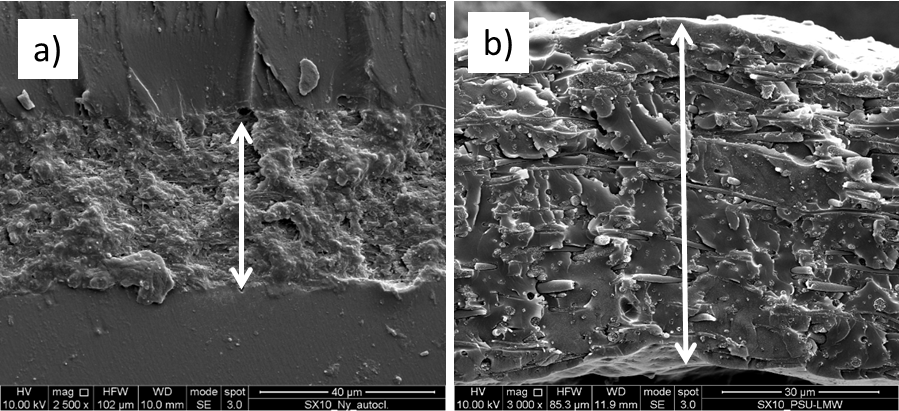 a)
b)
HV mag □ HFW WD mode spot 40 µm
10.00 kV 2 500 x 102 µm 10.0 mm SE 3.0 SX10_Ny_autocl.
HV mag □ HFW WD mode spot 30 µm
10.00 kV 3 000 x 85.3 µm 11.9 mm SE 3.0 SX10_PSU-LMW